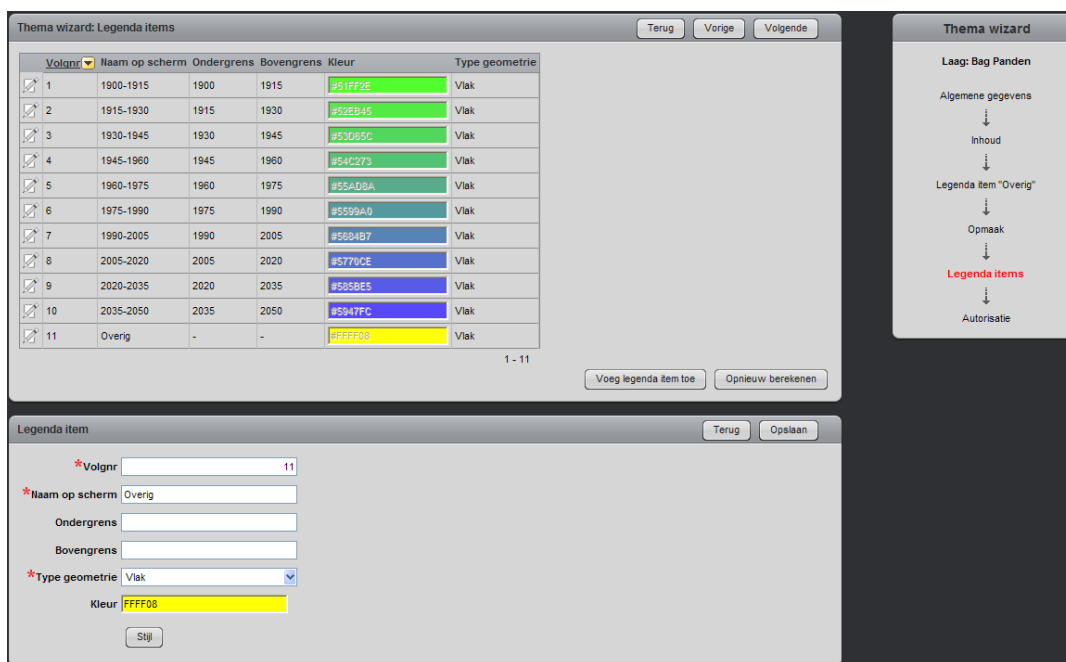 Thema wizard: Legenda items
Terug Vorige Volgende
Volgnr Naam op scherm Ondergrens Bovengrens Kleur Type geometrie
1 1900-1915 1900 1915 #51FF2E Vlak
2 1915-1930 1915 1930 #52EB45 Vlak
3 1930-1945 1930 1945 #53D65C Vlak
4 1945-1960 1945 1960 #54C273 Vlak
5 1960-1975 1960 1975 #55AD8A Vlak
6 1975-1990 1975 1990 #5599A0 Vlak
7 1990-2005 1990 2005 #5684B7 Vlak
8 2005-2020 2005 2020 #5770CE Vlak
9 2020-2035 2020 2035 #585BE5 Vlak
10 2035-2050 2035 2050 #5947FC Vlak
11 Overig - - #FFFF08 Vlak
1 - 11
Voeg legenda item toe Opnieuw berekenen
Thema wizard
Laag: Bag Panden
Algemene gegevens
Inhoud
Legenda item "Overig"
Opmaak
Legenda items
Autorisatie
Legenda item
Terug Opslaan
*Volgnr 11
*Naam op scherm Overig
Ondergrens
Bovengrens
*Type geometrie Vlak
Kleur FFFF08
Stijl